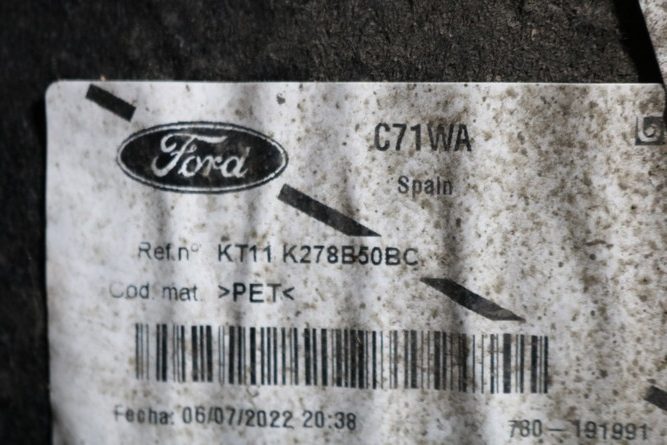 Ford
C71WA
Spain
Ref.nº KT11 K278B50BC
Cod. mat. >PET<
Fecha: 06/07/2022 20:38
780-191991